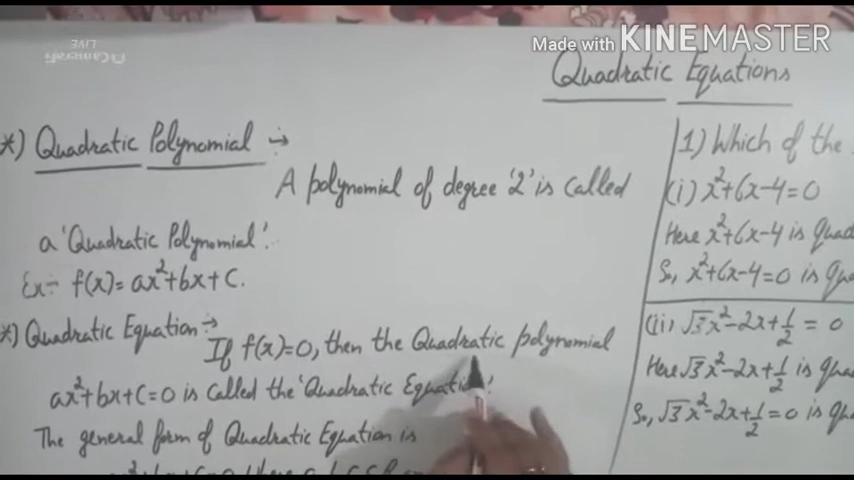 Made with KINEMASTER
Quadratic Equations
*) Quadratic Polynomial :→
A polynomial of degree '2' is called
a 'Quadratic Polynomial'.
Ex:- f(x)= ax²+bx+c.
*) Quadratic Equation:→
If f(x)=0, then the Quadratic polynomial
ax²+bx+c=0 is called the 'Quadratic Equation'.
The general form of Quadratic Equation is
1) Which of the
(i) x²+6x-4=0
Here x²+6x-4 is Quad
So, x²+6x-4=0 is Qua
(ii) √3x²-2x+1/2 = 0
Here √3x²-2x+1/2 is Qua
So, √3x²-2x+1/2=0 is Qua